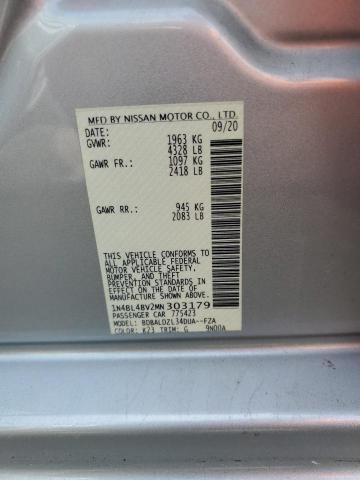 MFD BY NISSAN MOTOR CO., LTD.
DATE: 09/20
GVWR: 1963 KG
4328 LB
GAWR FR: 1097 KG
2418 LB
GAWR RR: 945 KG
2083 LB
THIS VEHICLE CONFORMS TO
ALL APPLICABLE FEDERAL
MOTOR VEHICLE SAFETY,
BUMPER, AND THEFT
PREVENTION STANDARDS
IN EFFECT ON THE DATE OF
MANUFACTURE SHOWN ABOVE.
1N4BL4BV2MN303179
PASSENGER CAR 775423
MODEL: BDBALDZL34DUA--FZA
COLOR: K23 TRIM: G 9N00A